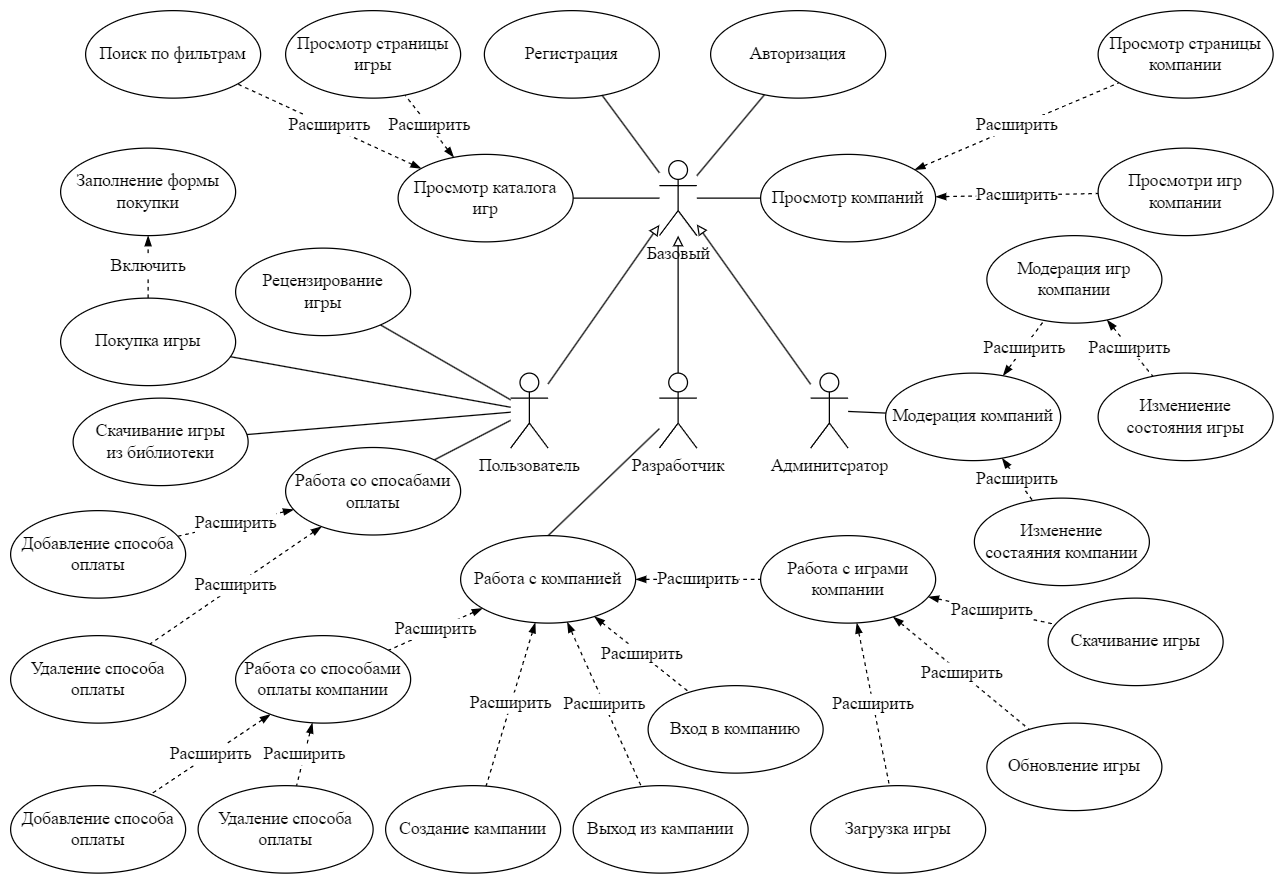 Поиск по фильтрам
Просмотр страницы
игры
Регистрация
Авторизация
Просмотр страницы
компании
Расширить
Расширить
Расширить
Заполнение формы
покупки
Просмотр каталога
игр
Базовый
Просмотр компаний
Расширить
Просмотри игр
компании
Включить
Рецензирование
игры
Модерация игр
компании
Покупка игры
Расширить
Расширить
Скачивание игры
из библиотеки
Пользователь
Разработчик
Админитсратор
Модерация компаний
Измениение
состояния игры
Работа со спосабами
оплаты
Расширить
Расширить
Добавление способа
оплаты
Изменение
состаяния компании
Расширить
Работа с компанией
Расширить
Работа с играми
компании
Расширить
Скачивание игры
Удаление способа
оплаты
Расширить
Работа со способами
оплаты компании
Расширить
Расширить
Расширить
Расширить
Расширить
Вход в компанию
Расширить
Расширить
Расширить
Обновление игры
Добавление способа
оплаты
Удаление способа
оплаты
Создание кампании
Выход из кампании
Загрузка игры